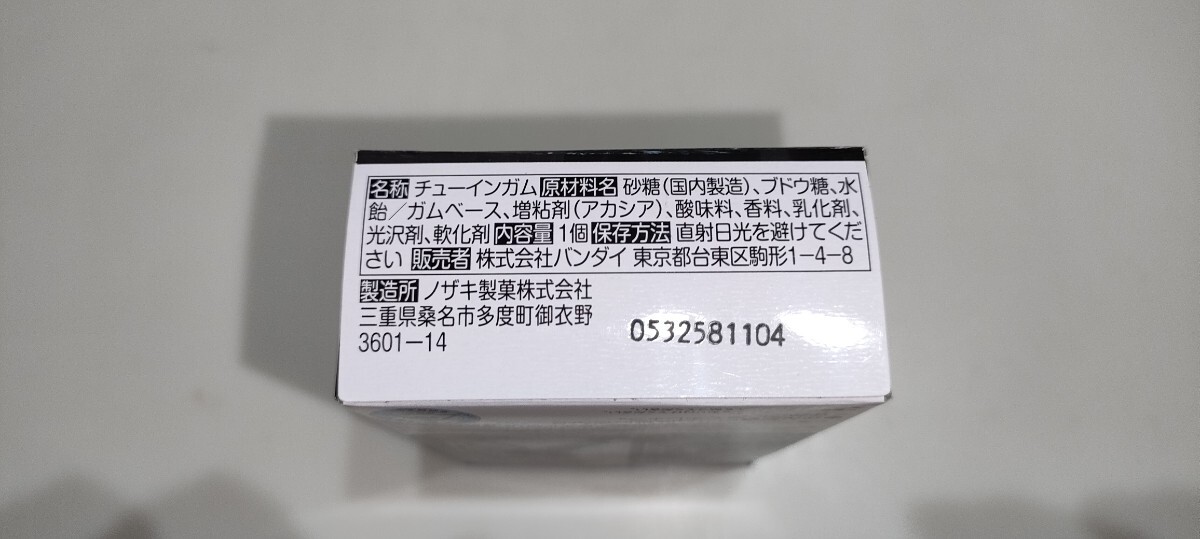 名称 チューインガム 原材料名 砂糖(国内製造)、ブドウ糖、水
飴/ガムベース、増粘剤(アカシア)、酸味料、香料、乳化剤、
光沢剤、軟化剤 内容量 1個 保存方法 直射日光を避けてくだ
さい 販売者 株式会社バンダイ 東京都台東区駒形1-4-8
製造所 ノザキ製菓株式会社
三重県桑名市多度町御衣野
3601-14
0532581104